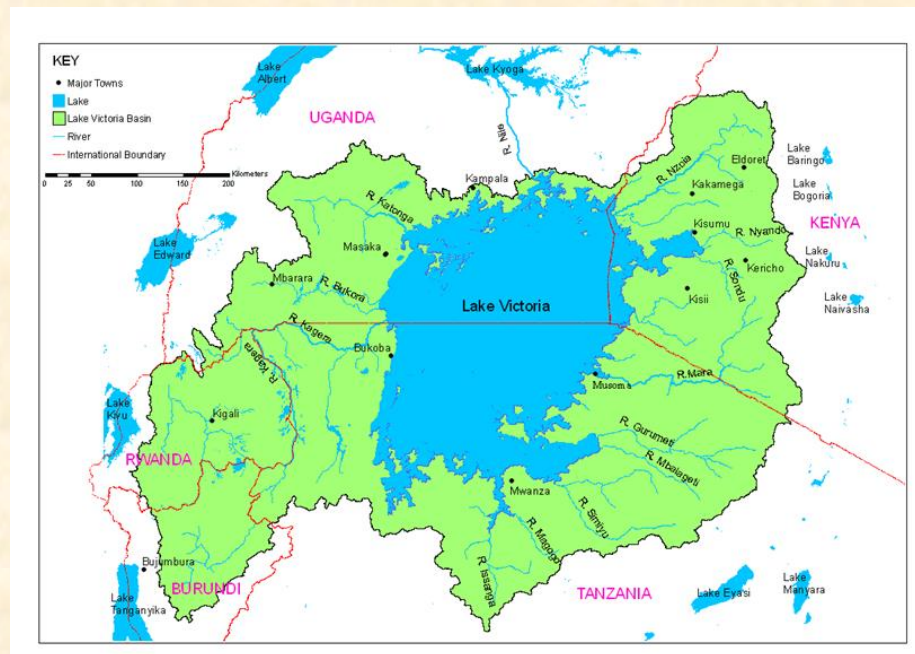 KEY
Major Towns
Lake
Lake Victoria Basin
River
International Boundary
Kilometers
0 25 50 100 150 200
Lake
Albert
Lake Kyoga
UGANDA
R. Nile
Kampala
R. Katonga
Masaka
Lake
Edward
Mbarara
R. Bukora
R. Kagera
R. Kagera
Bukoba
Lake Victoria
R. Nzoia
Eldoret
Kakamega
Kisumu
R. Nyando
Kericho
R. Sondu
Kisii
Lake
Baringo
Lake
Bogoria
KENYA
Lake
Nakuru
Lake
Naivasha
Musoma
R.Mara
R. Gurumeti
R. Mbalageti
Mwanza
R. Simiyu
R. Magogo
R. Issanga
Lake
Kivu
Kigali
RWANDA
Bujumbura
BURUNDI
Lake
Tanganyika
TANZANIA
Lake Eyasi
Lake
Manyara